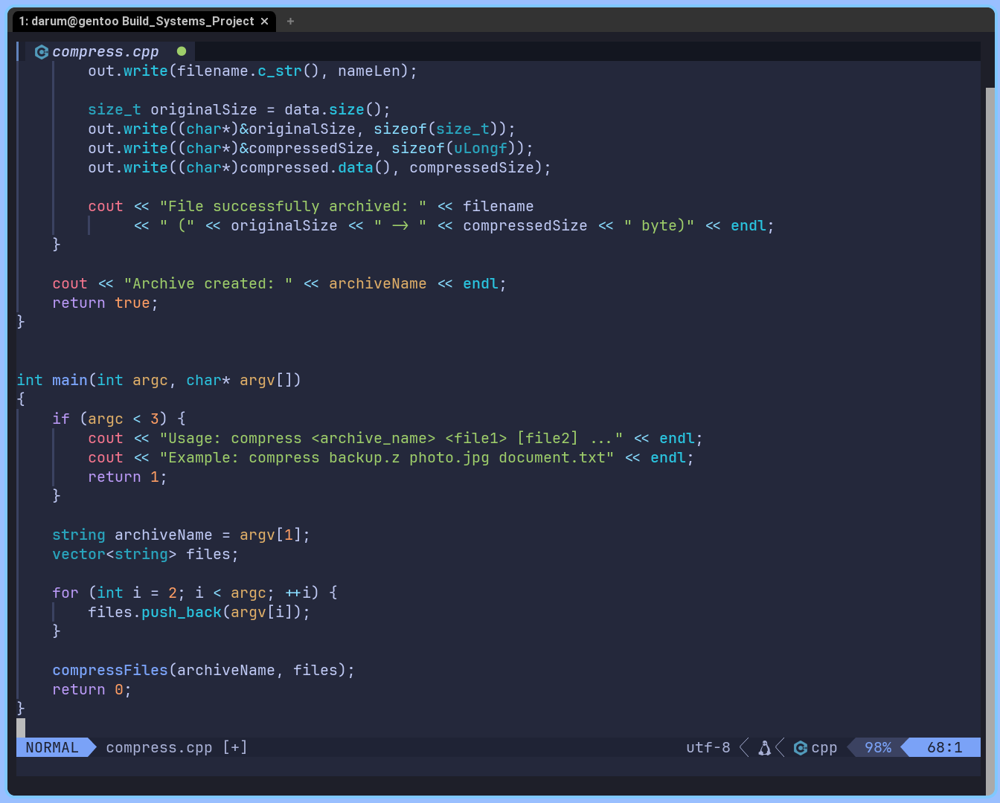 1: darum@gentoo Build_Systems_Project × +
compress.cpp
        out.write(filename.c_str(), nameLen);

        size_t originalSize = data.size();
        out.write((char*)&originalSize, sizeof(size_t));
        out.write((char*)&compressedSize, sizeof(uLongf));
        out.write((char*)compressed.data(), compressedSize);

        cout << "File successfully archived: " << filename
             << " (" << originalSize << " -> " << compressedSize << " byte)" << endl;
    }

    cout << "Archive created: " << archiveName << endl;
    return true;
}


int main(int argc, char* argv[])
{
    if (argc < 3) {
        cout << "Usage: compress <archive_name> <file1> [file2] ..." << endl;
        cout << "Example: compress backup.z photo.jpg document.txt" << endl;
        return 1;
    }

    string archiveName = argv[1];
    vector<string> files;

    for (int i = 2; i < argc; ++i) {
        files.push_back(argv[i]);
    }

    compressFiles(archiveName, files);
    return 0;
}
NORMAL compress.cpp [+] utf-8 cpp 98% 68:1